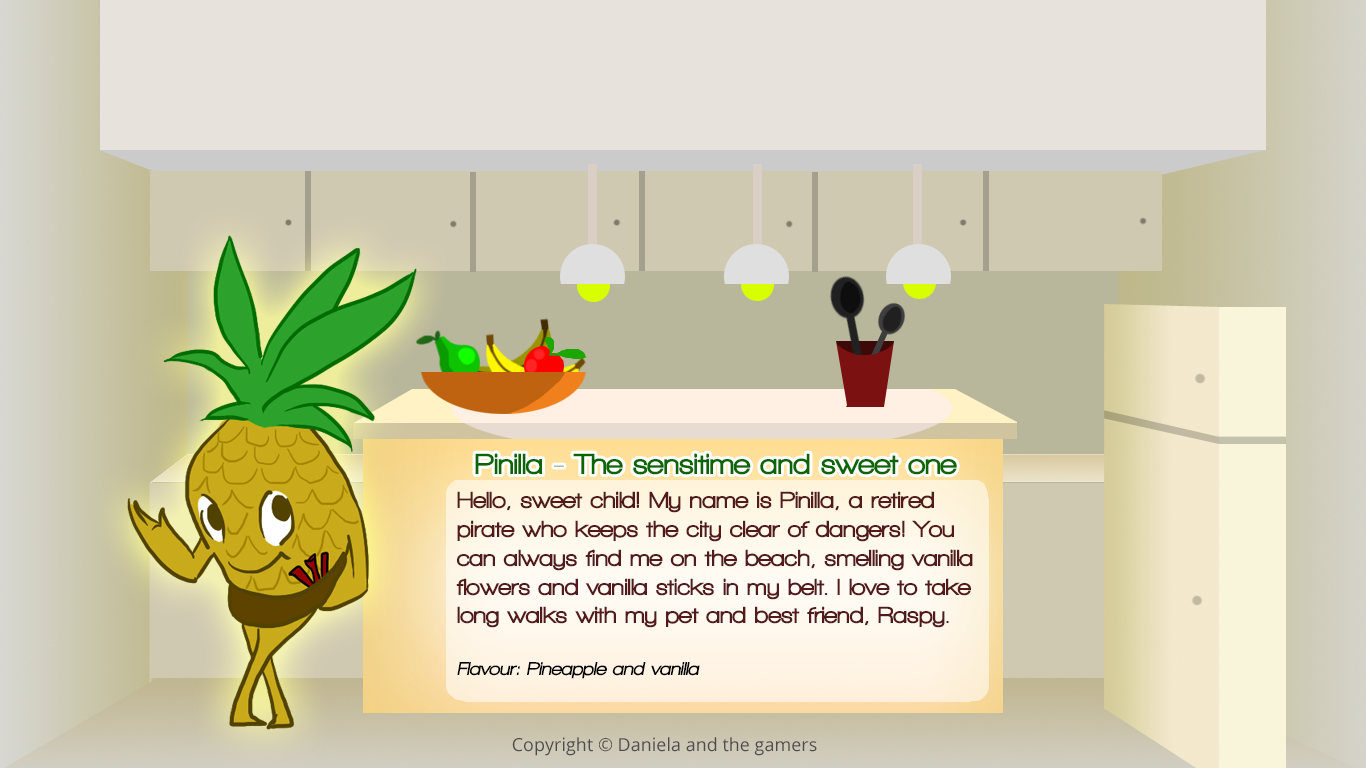 Pinilla - The sensitime and sweet one
Hello, sweet child! My name is Pinilla, a retired
pirate who keeps the city clear of dangers! You
can always find me on the beach, smelling vanilla
flowers and vanilla sticks in my belt. I love to take
long walks with my pet and best friend, Raspy.
Flavour: Pineapple and vanilla
Copyright © Daniela and the gamers